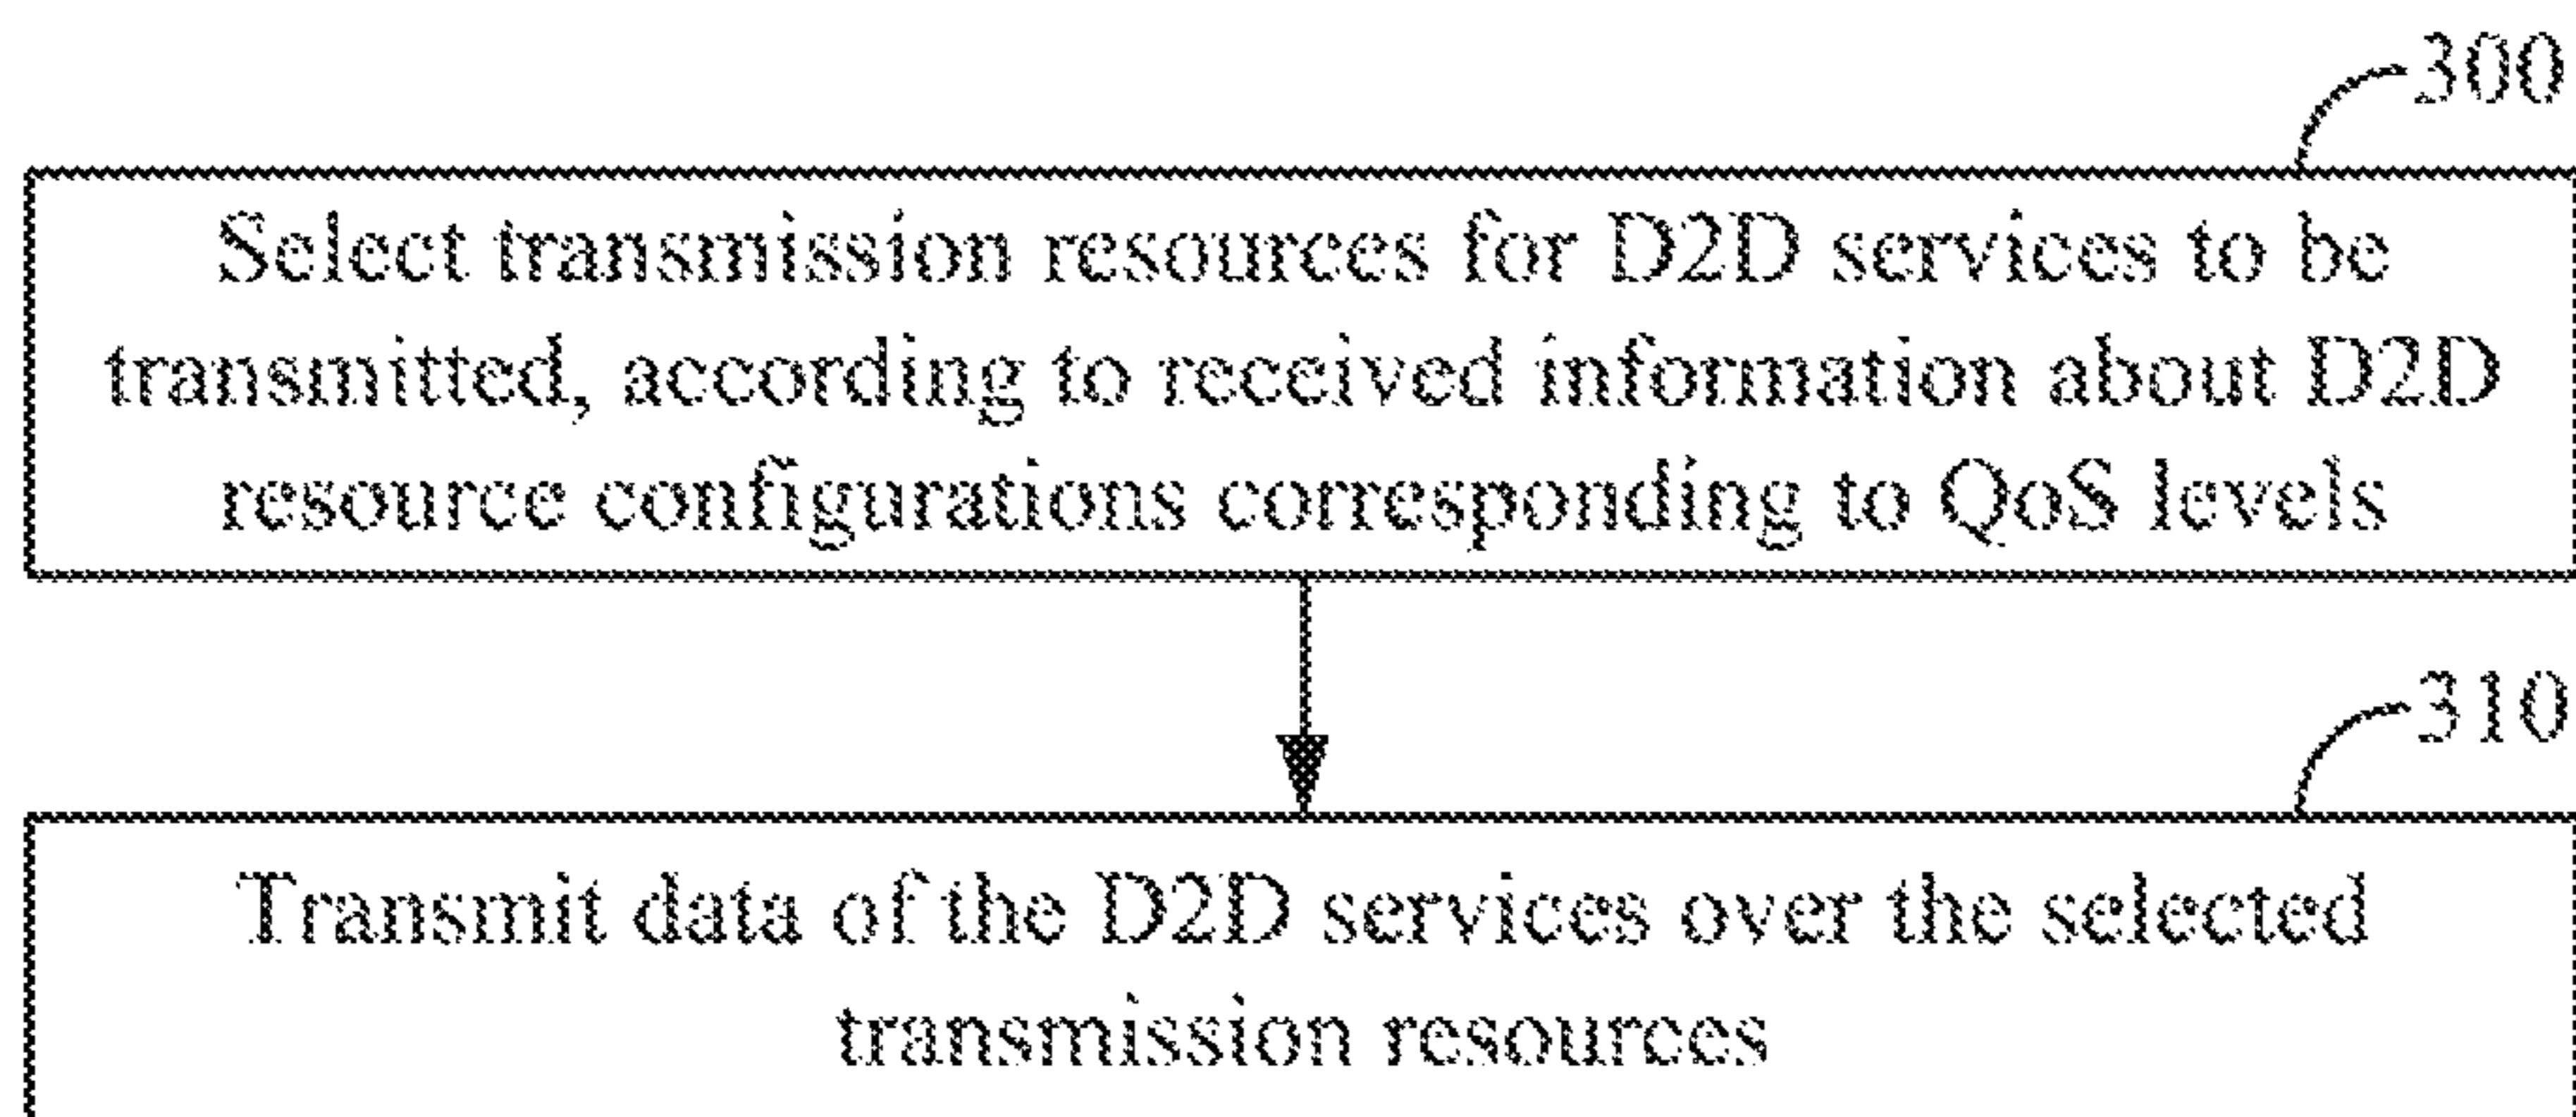 300
Select transmission resources for D2D services to be
transmitted, according to received information about D2D
resource configurations corresponding to QoS levels
310
Transmit data of the D2D services over the selected
transmission resources